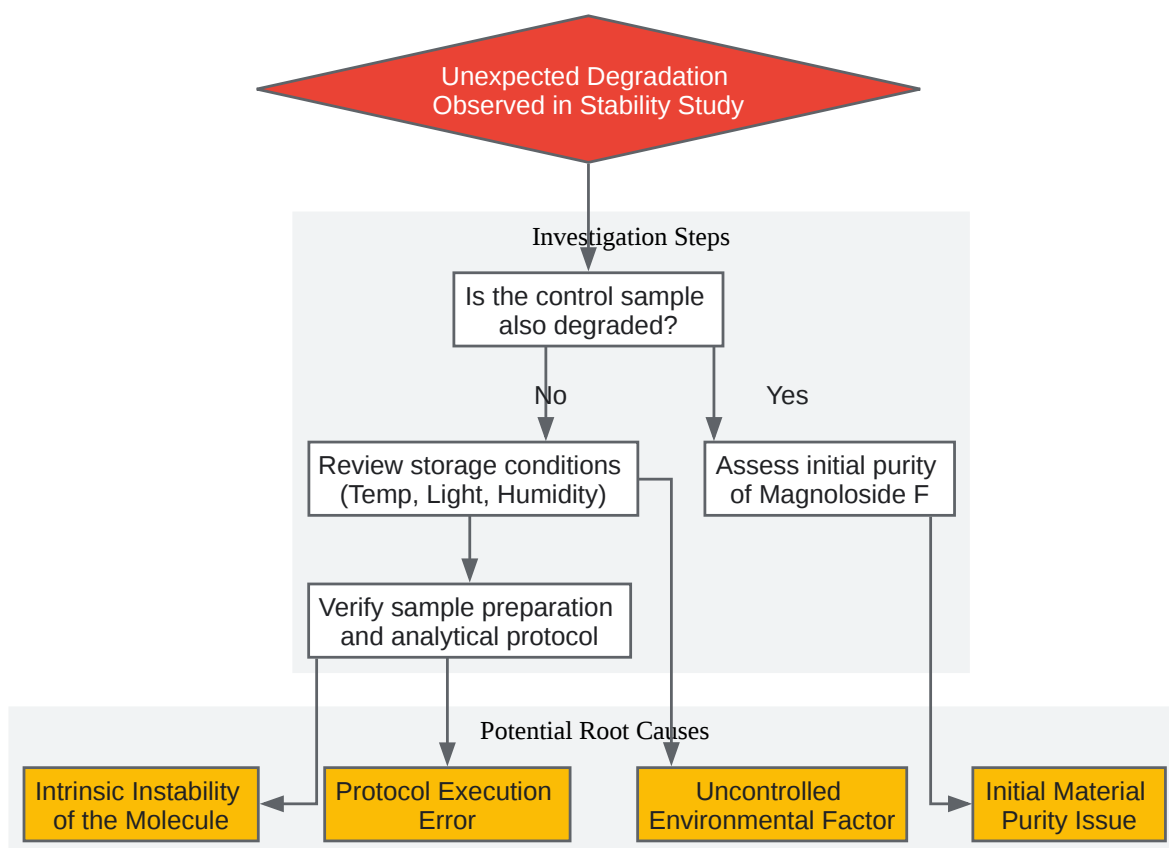 Unexpected Degradation
Observed in Stability Study
Investigation Steps
Is the control sample
also degraded?
No
Yes
Review storage conditions
(Temp, Light, Humidity)
Assess initial purity
of Magnoloside F
Verify sample preparation
and analytical protocol
Potential Root Causes
Intrinsic Instability
of the Molecule
Protocol Execution
Error
Uncontrolled
Environmental Factor
Initial Material
Purity Issue